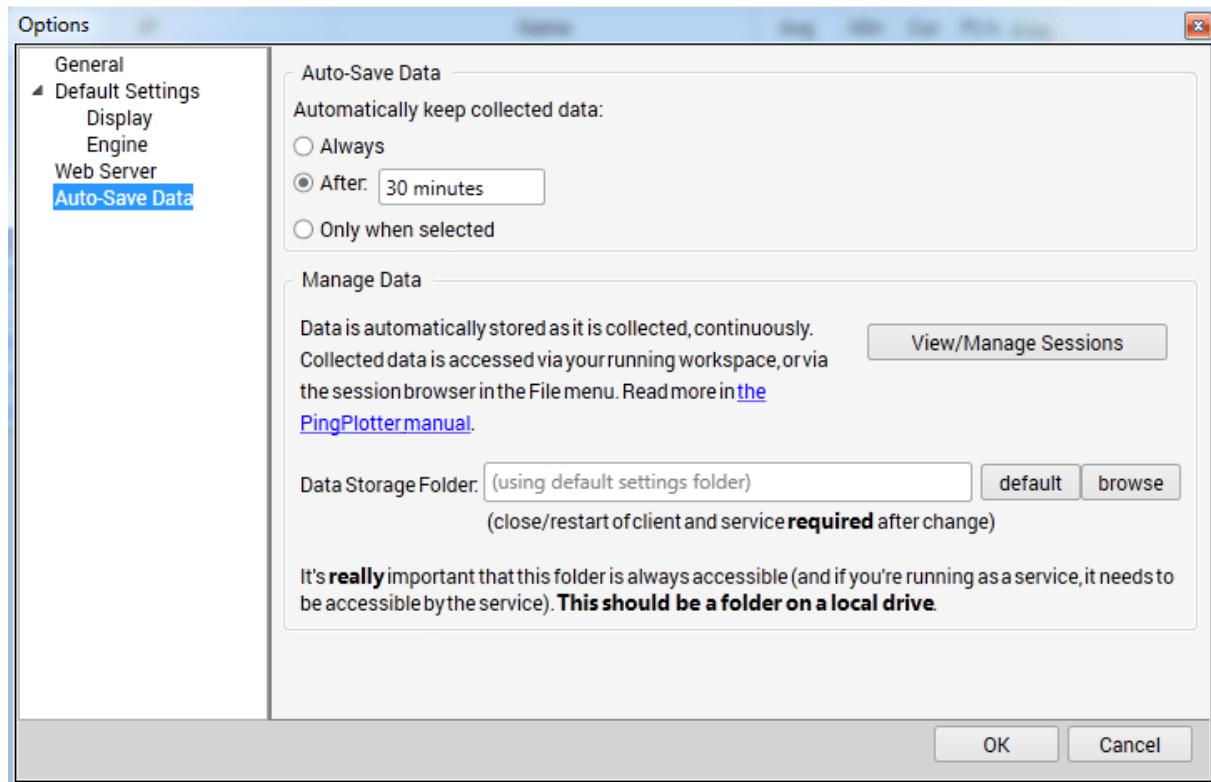 Options
General
Default Settings
Display
Engine
Web Server
Auto-Save Data
Auto-Save Data
Automatically keep collected data:
Always
After: 30 minutes
Only when selected
Manage Data
Data is automatically stored as it is collected, continuously.
Collected data is accessed via your running workspace, or via
the session browser in the File menu. Read more in the
PingPlotter manual.
View/Manage Sessions
Data Storage Folder: (using default settings folder) default browse
(close/restart of client and service required after change)
It's really important that this folder is always accessible (and if you're running as a service, it needs to
be accessible by the service). This should be a folder on a local drive.
OK Cancel